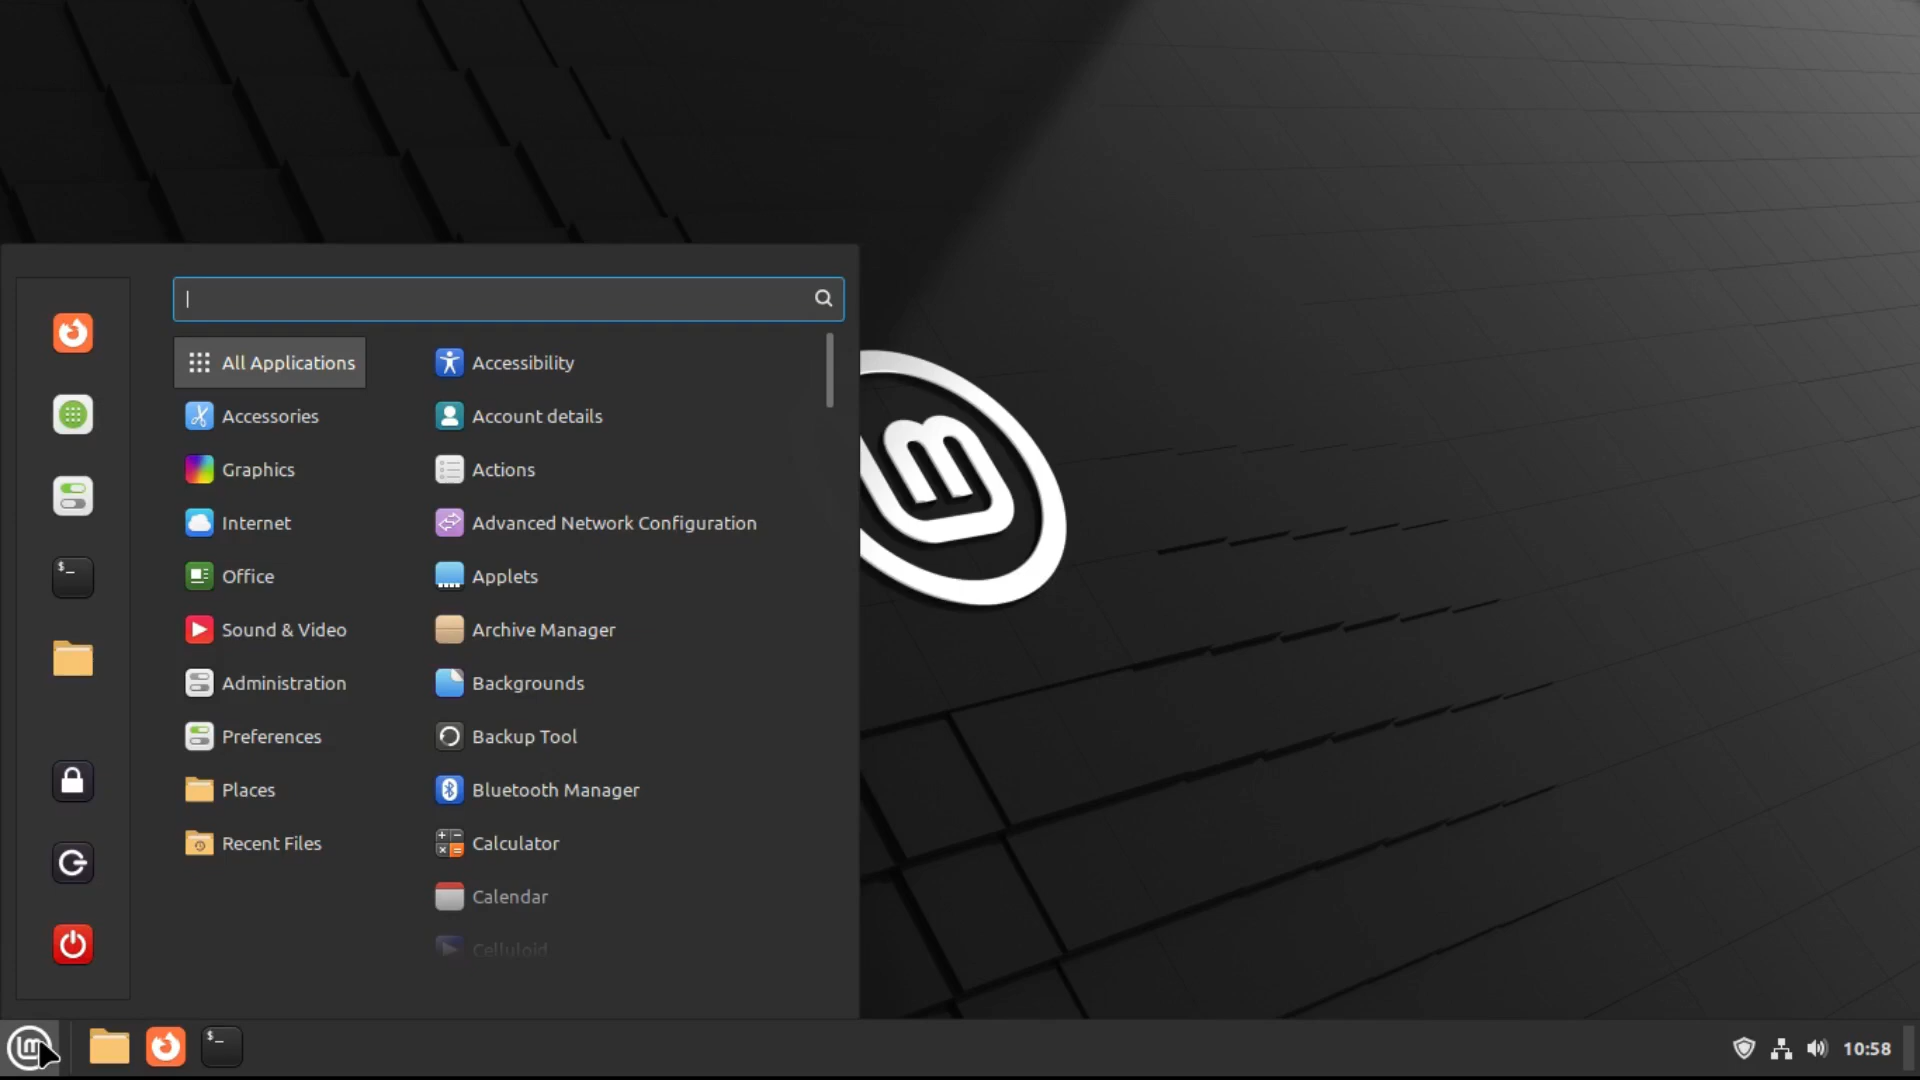 All Applications
Accessories
Graphics
Internet
Office
Sound & Video
Administration
Preferences
Places
Recent Files
Accessibility
Account details
Actions
Advanced Network Configuration
Applets
Archive Manager
Backgrounds
Backup Tool
Bluetooth Manager
Calculator
Calendar
Celluloid
$_
$_
10:58